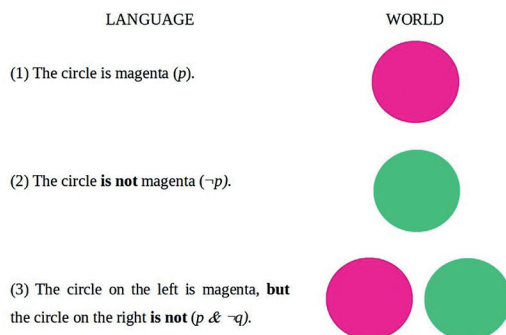 LANGUAGE WORLD
(1) The circle is magenta (p).
(2) The circle is not magenta (¬p).
(3) The circle on the left is magenta, but
the circle on the right is not (p & ¬q).